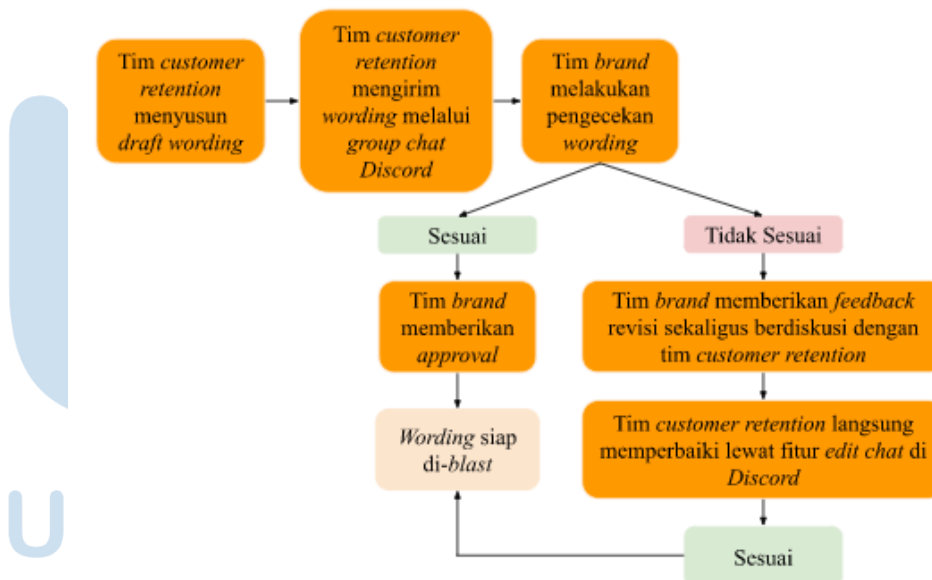 Tim customer
retention
menyusun
draft wording
Tim customer
retention
mengirim
wording melalui
group chat
Discord
Tim brand
melakukan
pengecekan
wording
Sesuai
Tidak Sesuai
Tim brand
memberikan
approval
Tim brand memberikan feedback
revisi sekaligus berdiskusi dengan
tim customer retention
Wording siap
di-blast
Tim customer retention langsung
memperbaiki lewat fitur edit chat di
Discord
Sesuai
U